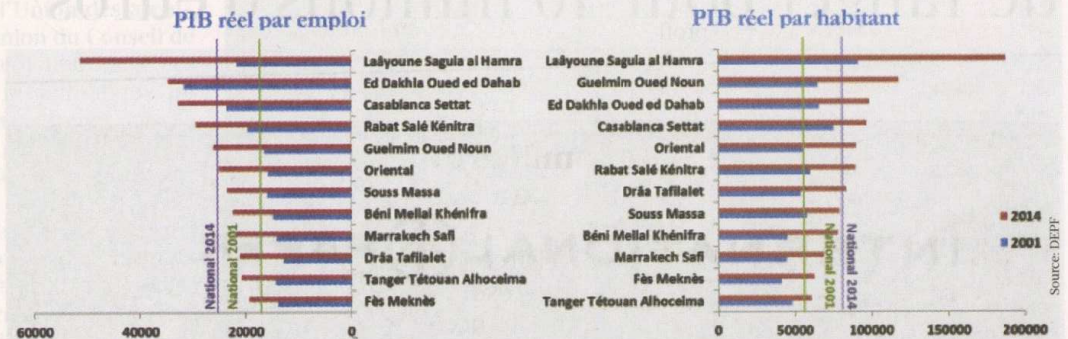 PIB réel par emploi
Laâyoune Saguia al Hamra
Ed Dakhla Oued ed Dahab
Casablanca Settat
Rabat Salé Kénitra
Guelmim Oued Noun
Oriental
Souss Massa
Béni Mellal Khénifra
Marrakech Safi
Drâa Tafilalet
Tanger Tétouan Alhoceima
Fès Meknès
National 2014
National 2001
60000 40000 20000 0
PIB réel par habitant
Laâyoune Saguia al Hamra
Guelmim Oued Noun
Ed Dakhla Oued ed Dahab
Casablanca Settat
Oriental
Rabat Salé Kénitra
Drâa Tafilalet
Souss Massa
Béni Mellal Khénifra
Marrakech Safi
Fès Meknès
Tanger Tétouan Alhoceima
National 2001
National 2014
0 50000 100000 150000 200000
2014
2001
Source: DEPF